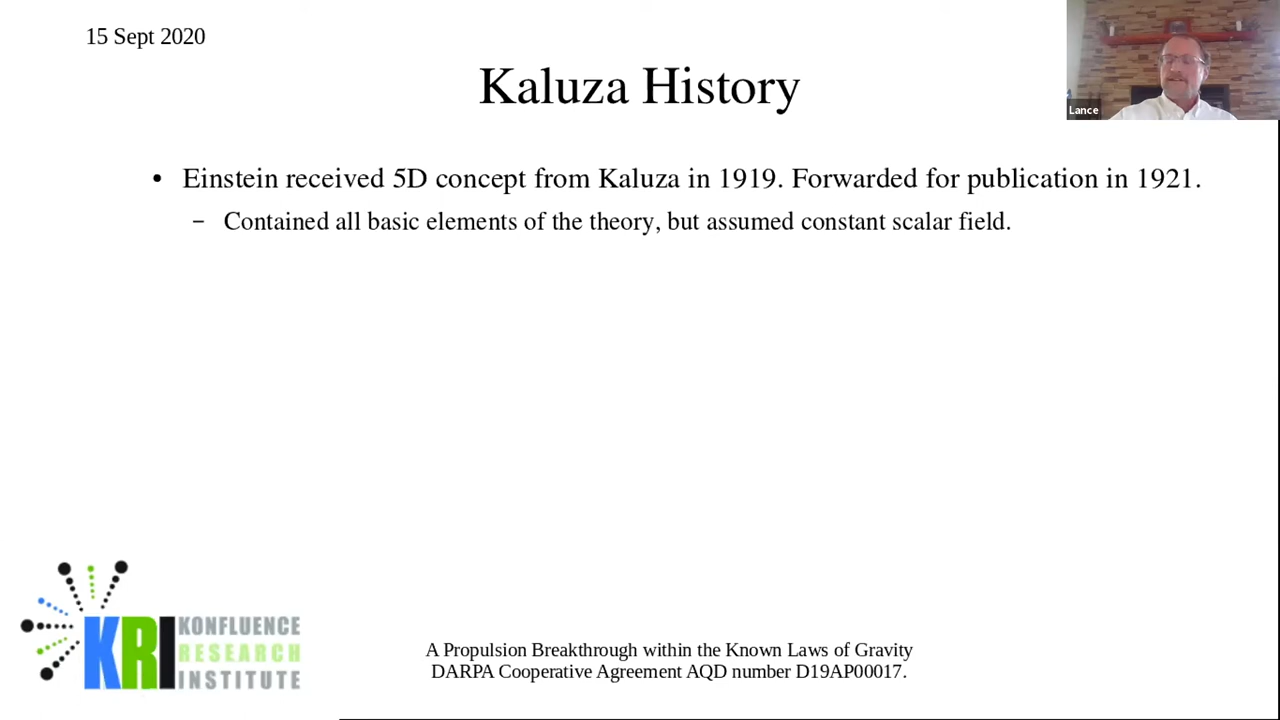 15 Sept 2020
Kaluza History
Lance
• Einstein received 5D concept from Kaluza in 1919. Forwarded for publication in 1921.
– Contained all basic elements of the theory, but assumed constant scalar field.
KRI KONFLUENCE
RESEARCH
INSTITUTE
A Propulsion Breakthrough within the Known Laws of Gravity
DARPA Cooperative Agreement AQD number D19AP00017.